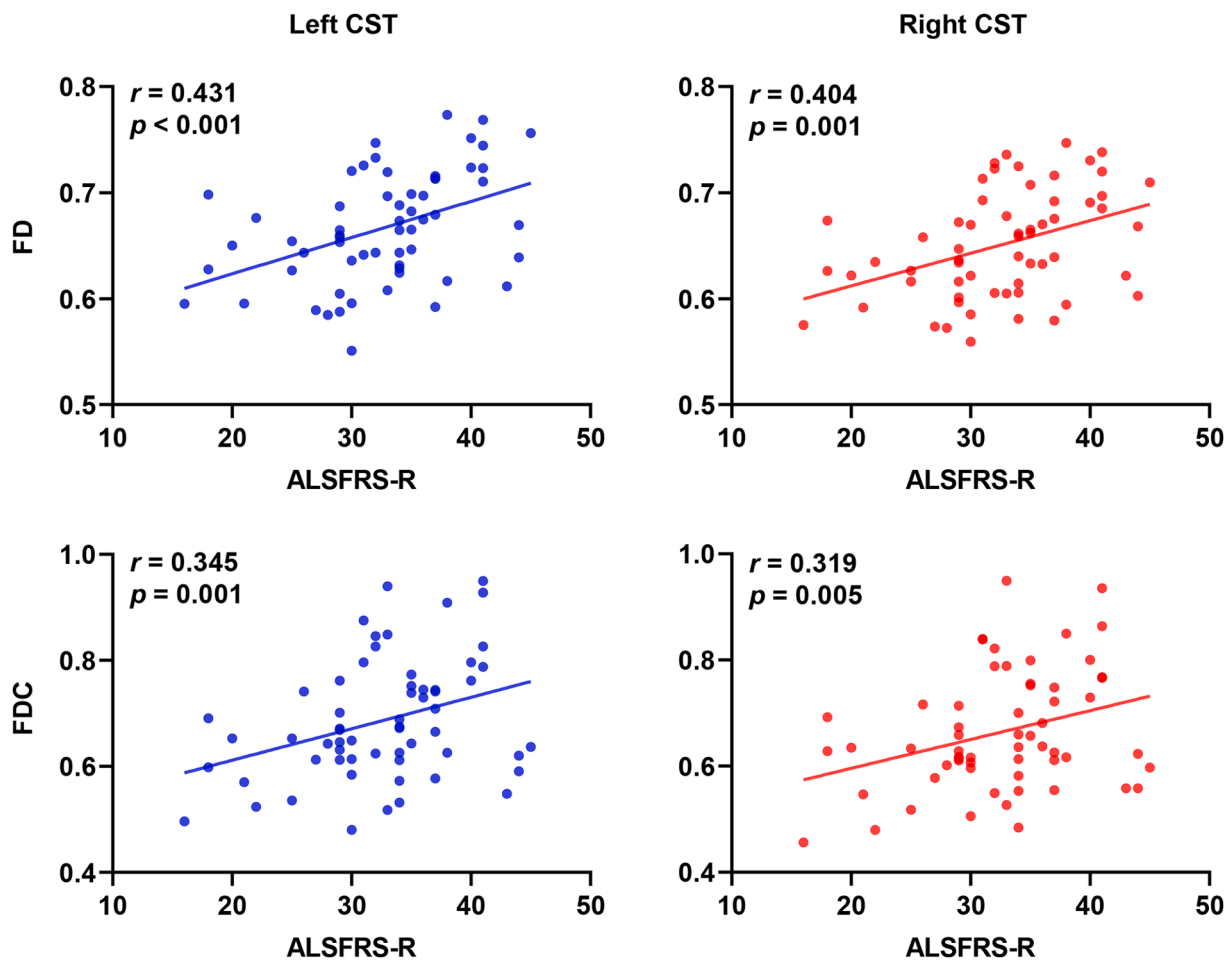 Left CST
Right CST
r = 0.431
p < 0.001
0.8
0.7
0.6
0.5
FD
10 20 30 40 50
ALSFRS-R
r = 0.404
p = 0.001
0.8
0.7
0.6
0.5
10 20 30 40 50
ALSFRS-R
r = 0.345
p = 0.001
1.0
0.8
0.6
0.4
FDC
10 20 30 40 50
ALSFRS-R
r = 0.319
p = 0.005
1.0
0.8
0.6
0.4
10 20 30 40 50
ALSFRS-R